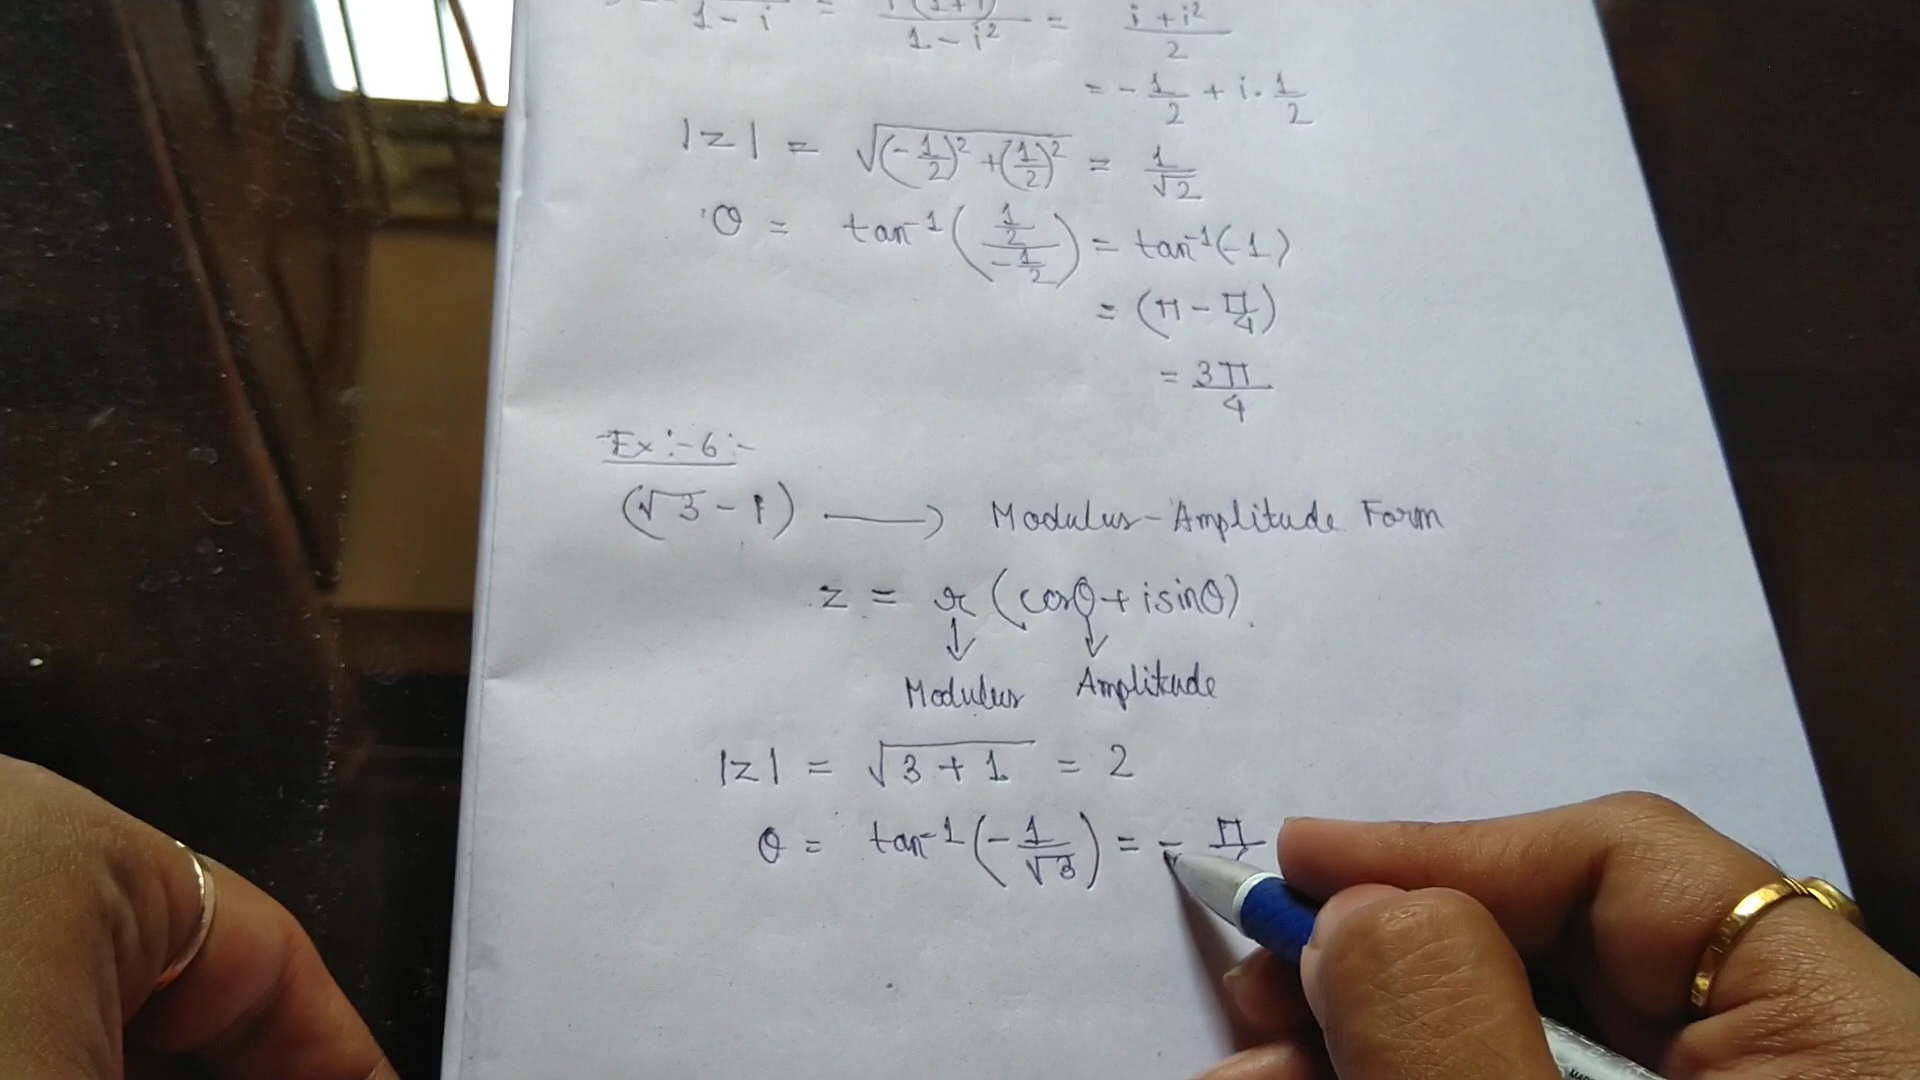 1 - i = 1 - i² = i + i² / 2
= - 1/2 + i. 1/2
|z| = √(-1/2)² + (1/2)² = 1/√2
θ = tan⁻¹( 1/2 / -1/2 ) = tan⁻¹(-1)
= (π - π/4)
= 3π/4
Ex:-6:-
(√3 - i) ⟶ Modulus-Amplitude Form
z = r (cosθ + isinθ).
↓ ↓
Modulus Amplitude
|z| = √3 + 1 = 2
θ = tan⁻¹(- 1/√3) = - π